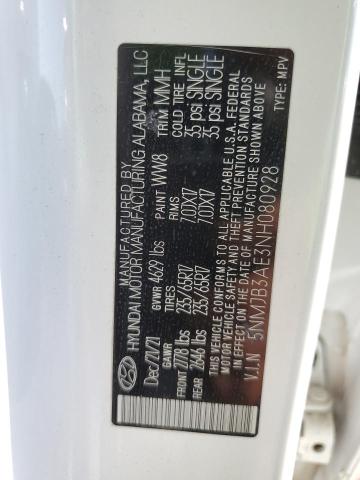 MANUFACTURED BY
HYUNDAI MOTOR MANUFACTURING ALABAMA, LLC
Dec/21/21 GVWR 4629 lbs PAINT WW8 TRIM MMH
GAWR TIRES RIMS COLD TIRE INFL
FRONT 2778 lbs 235/65R17 7.0JX17 35 psi SINGLE
REAR 2646 lbs 235/65R17 7.0JX17 35 psi SINGLE
THIS VEHICLE CONFORMS TO ALL APPLICABLE U.S.A. FEDERAL
MOTOR VEHICLE SAFETY AND THEFT PREVENTION STANDARDS
IN EFFECT ON THE DATE OF MANUFACTURE SHOWN ABOVE
V.I.N 5NMJB3AE3NH080928 TYPE: MPV